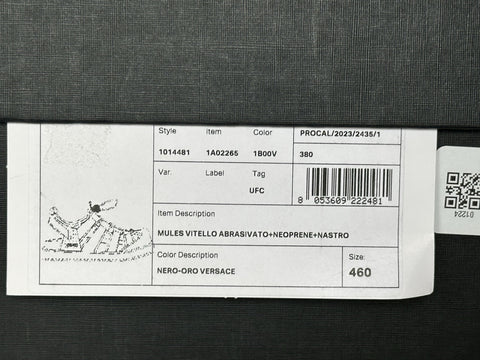 Style Item Color PROCAL/2023/2435/1
1014481 1A02265 1B00V 380
Var. Label Tag
UFC
8 053609 222481
Item Description
MULES VITELLO ABRASIVATO+NEOPRENE+NASTRO
Color Description Size:
NERO-ORO VERSACE 460
01224